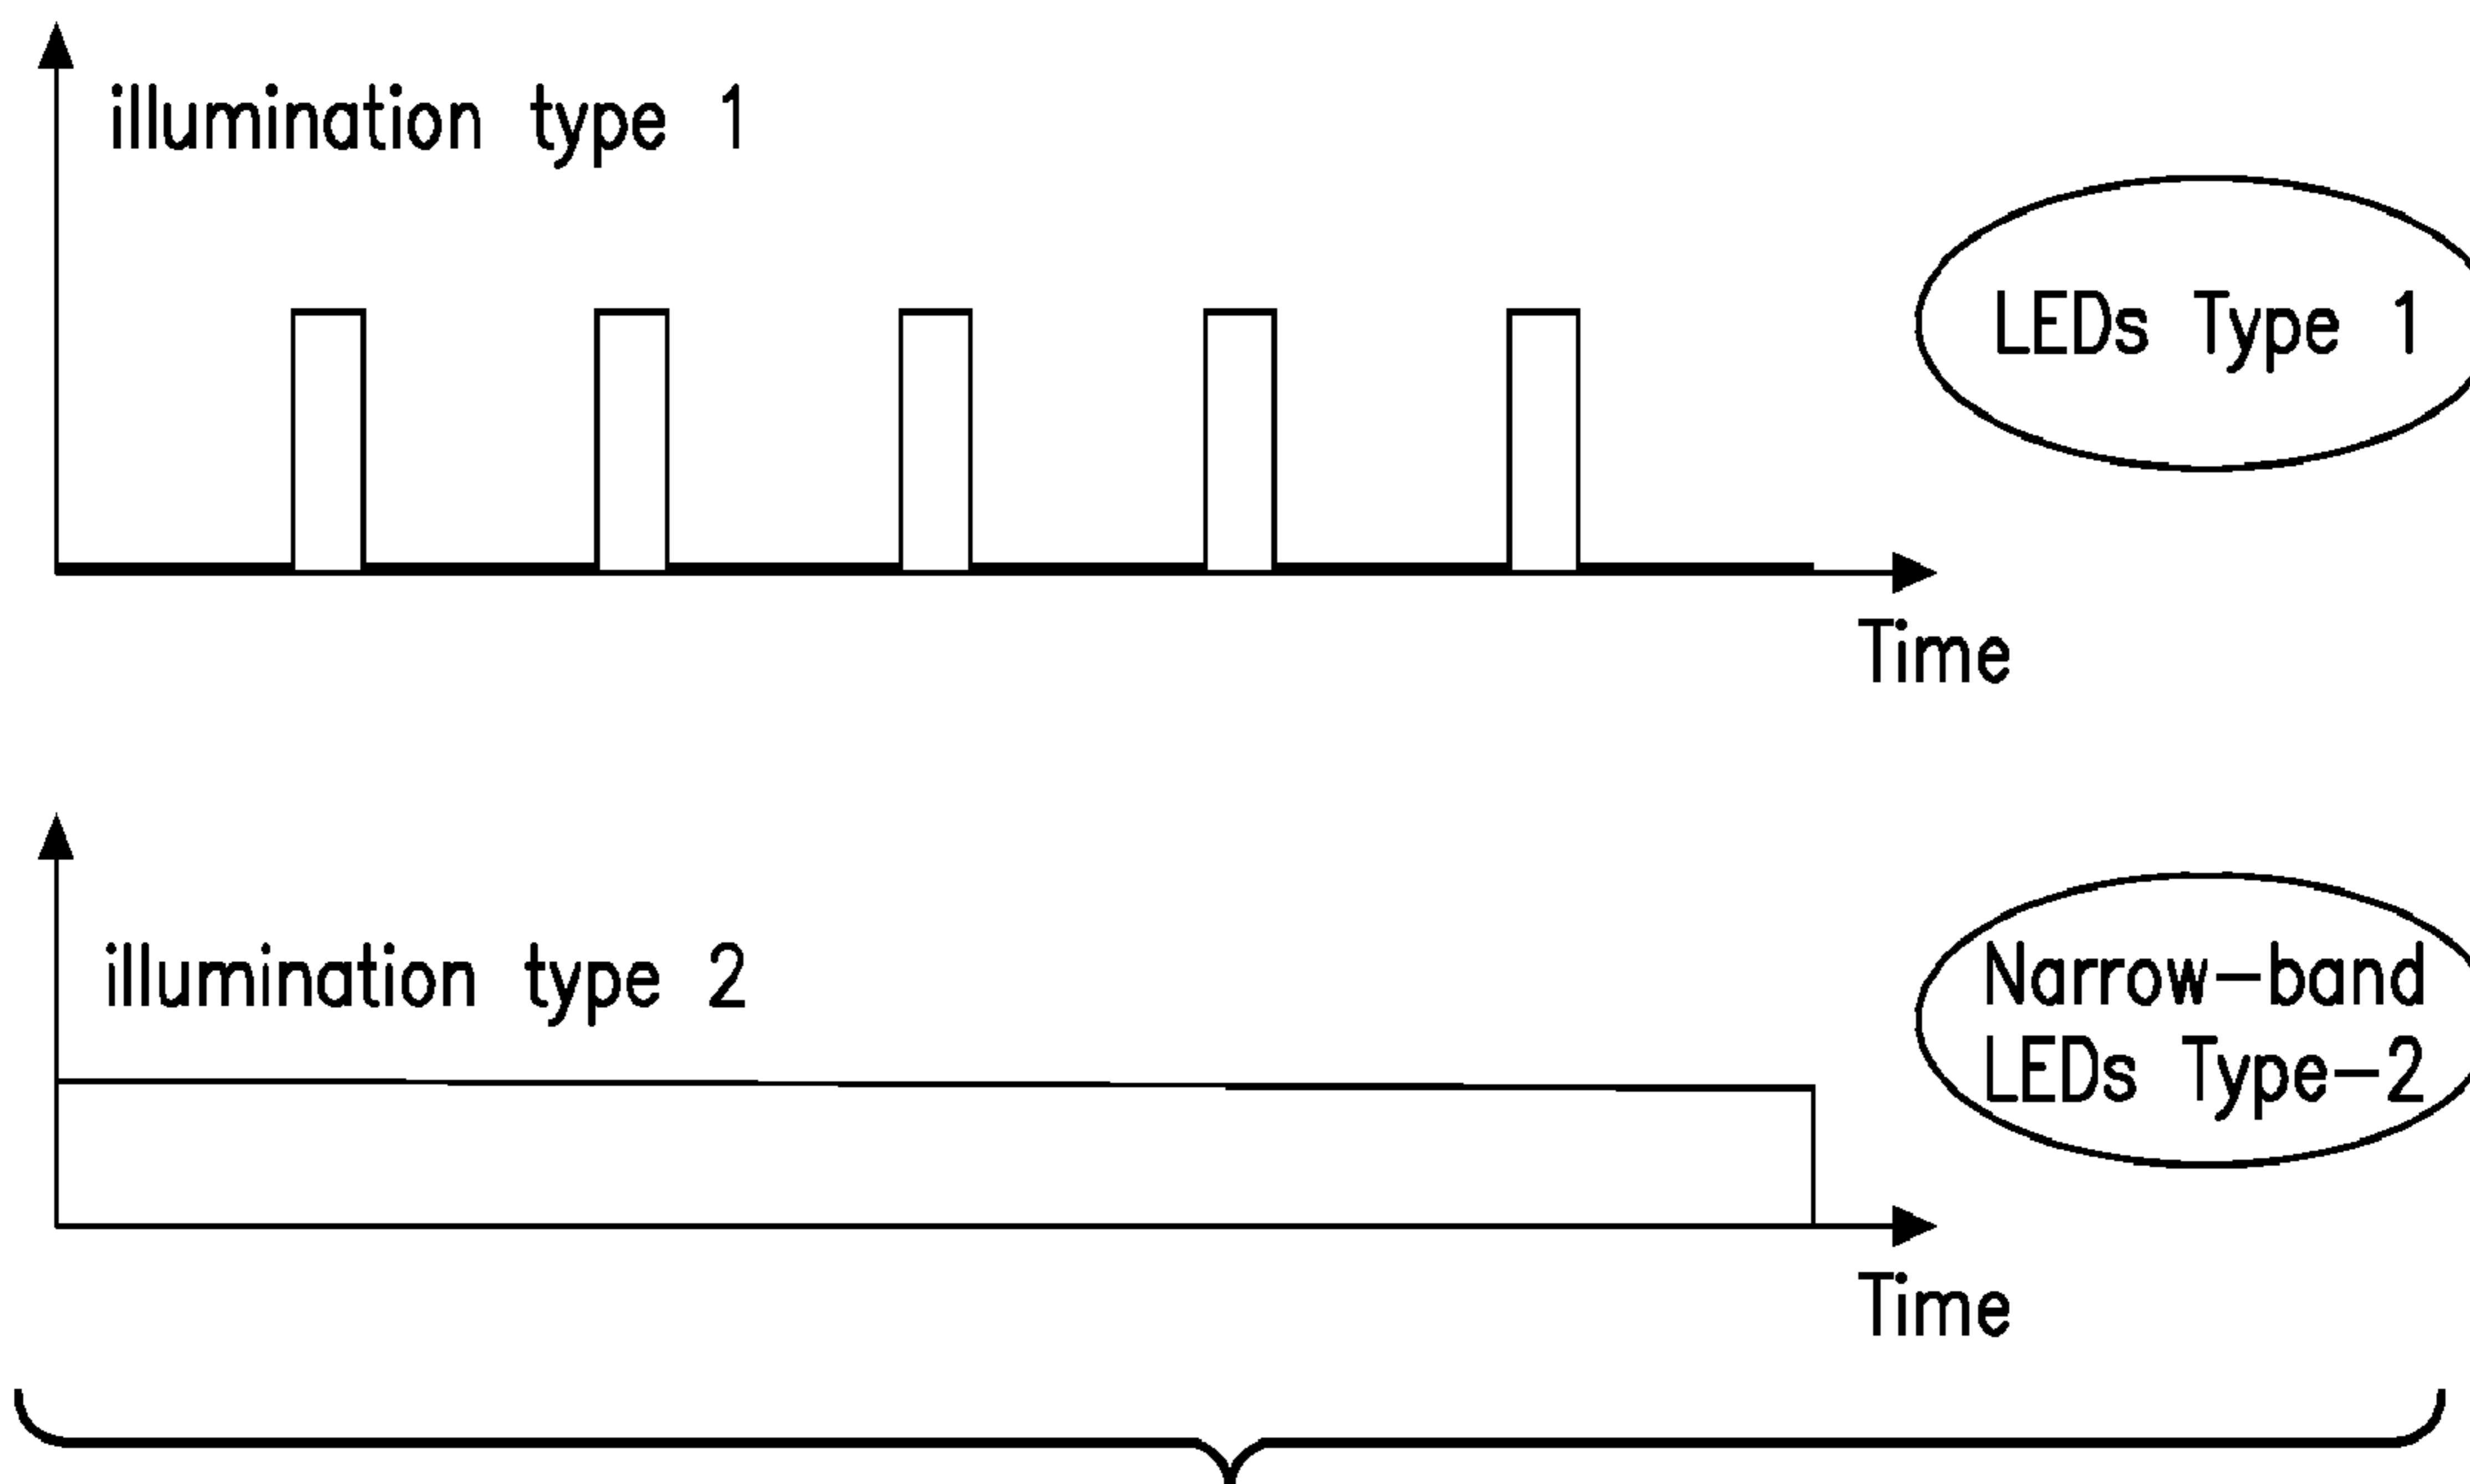 illumination type 1
LEDs Type 1
Time
illumination type 2
Narrow-band
LEDs Type-2
Time